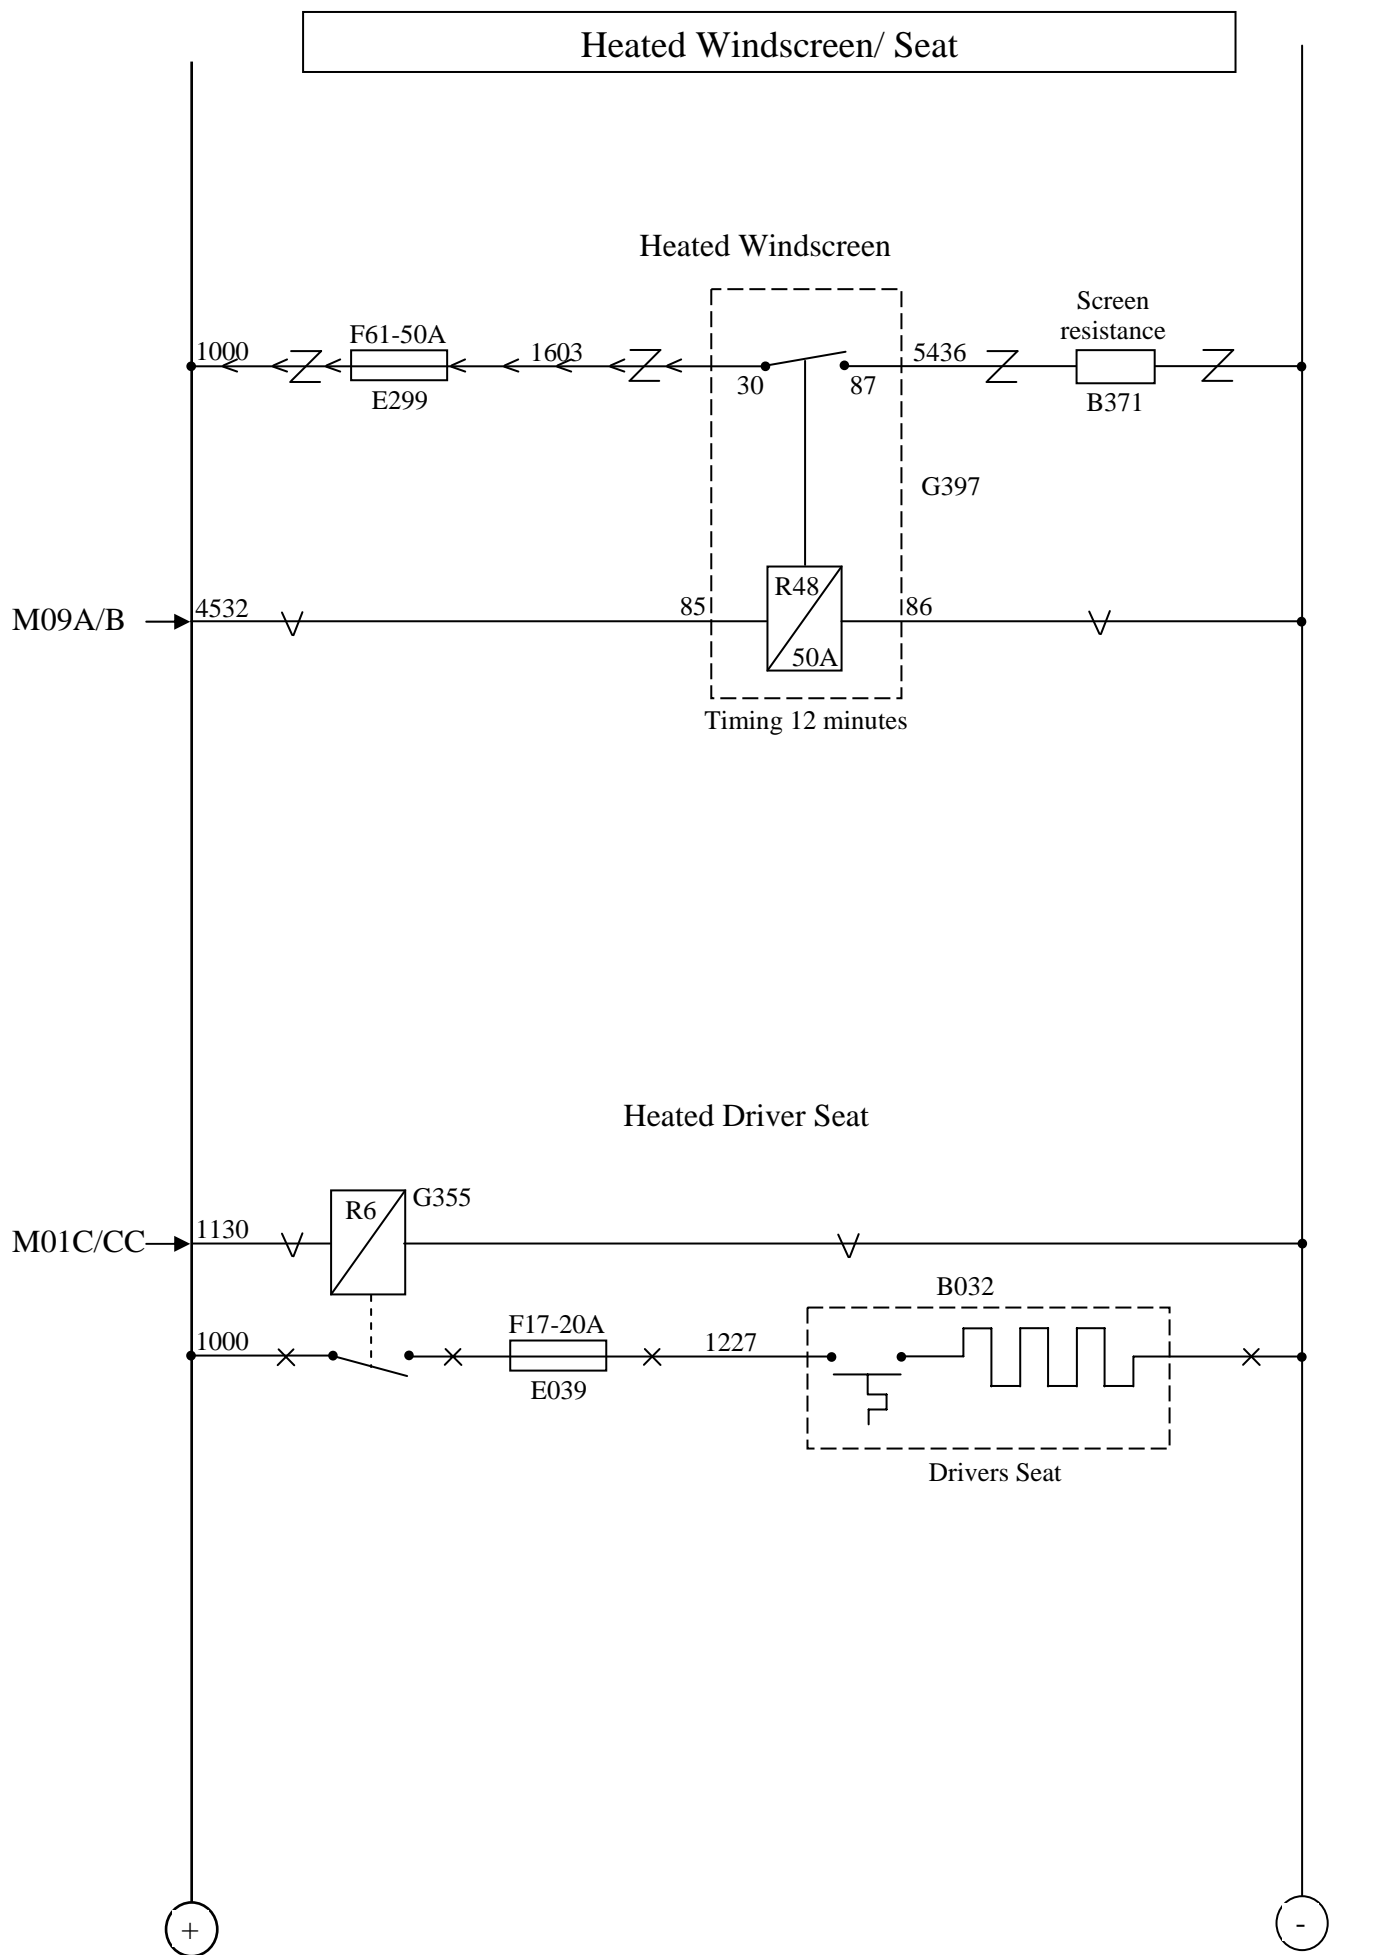 Heated Windscreen/ Seat
Heated Windscreen
Screen
resistance
1000
F61-50A
1603
5436
E299
30
87
B371
G397
M09A/B
4532
85
R48
86
50A
Timing 12 minutes
Heated Driver Seat
M01C/CC
1130
R6
G355
B032
1000
F17-20A
1227
E039
Drivers Seat
+
-